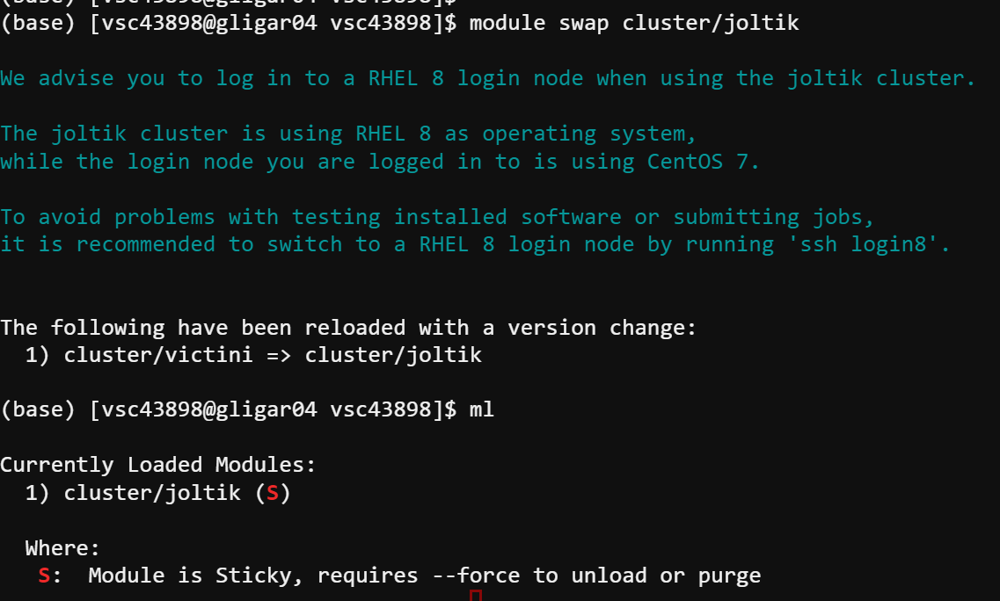 (base) [vsc43898@gligar04 vsc43898]$
(base) [vsc43898@gligar04 vsc43898]$ module swap cluster/joltik
We advise you to log in to a RHEL 8 login node when using the joltik cluster.
The joltik cluster is using RHEL 8 as operating system,
while the login node you are logged in to is using CentOS 7.
To avoid problems with testing installed software or submitting jobs,
it is recommended to switch to a RHEL 8 login node by running 'ssh login8'.
The following have been reloaded with a version change:
1) cluster/victini => cluster/joltik
(base) [vsc43898@gligar04 vsc43898]$ ml
Currently Loaded Modules:
1) cluster/joltik (S)
Where:
S: Module is Sticky, requires --force to unload or purge